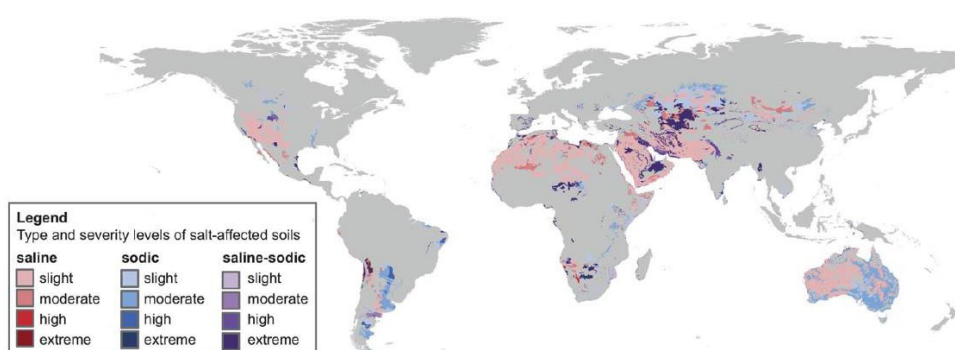 Legend
Type and severity levels of salt-affected soils
saline sodic saline-sodic
slight slight slight
moderate moderate moderate
high high high
extreme extreme extreme